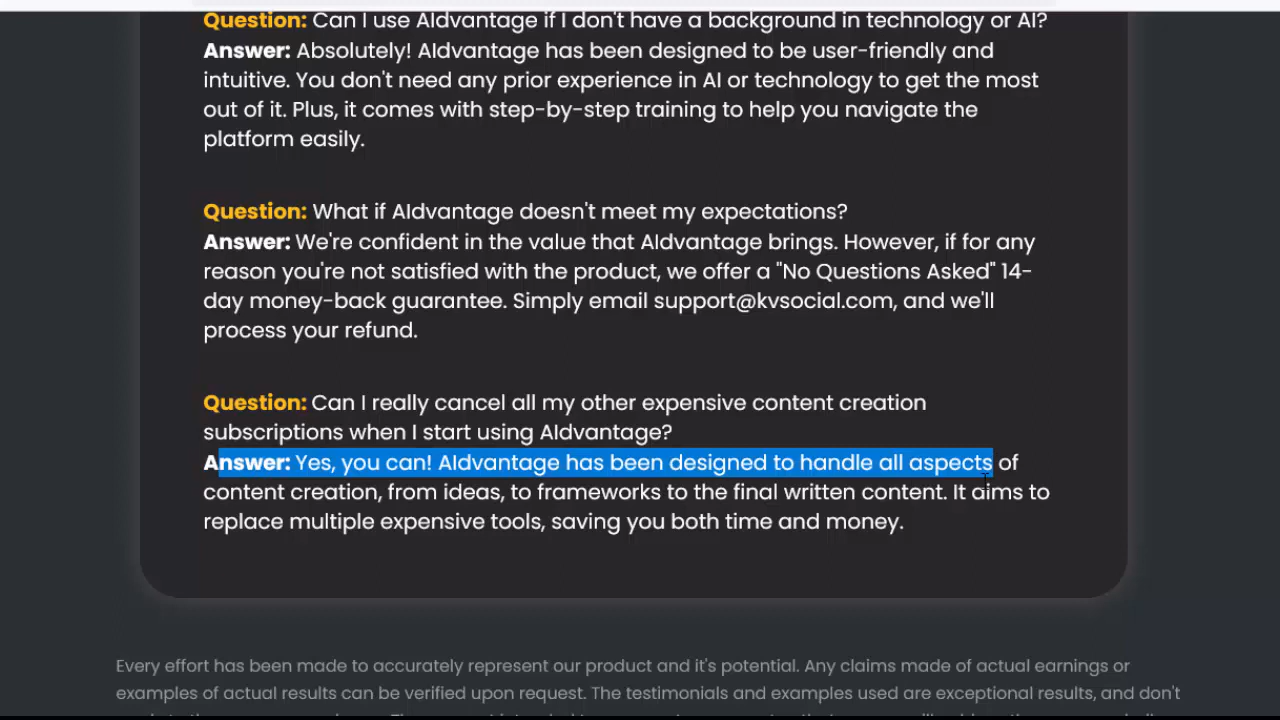 Question: Can I use AIdvantage if I don't have a background in technology or AI?
Answer: Absolutely! AIdvantage has been designed to be user-friendly and
intuitive. You don't need any prior experience in AI or technology to get the most
out of it. Plus, it comes with step-by-step training to help you navigate the
platform easily.
Question: What if AIdvantage doesn't meet my expectations?
Answer: We're confident in the value that AIdvantage brings. However, if for any
reason you're not satisfied with the product, we offer a "No Questions Asked" 14-
day money-back guarantee. Simply email support@kvsocial.com, and we'll
process your refund.
Question: Can I really cancel all my other expensive content creation
subscriptions when I start using AIdvantage?
Answer: Yes, you can! AIdvantage has been designed to handle all aspects of
content creation, from ideas, to frameworks to the final written content. It aims to
replace multiple expensive tools, saving you both time and money.
Every effort has been made to accurately represent our product and it's potential. Any claims made of actual earnings or
examples of actual results can be verified upon request. The testimonials and examples used are exceptional results, and don't